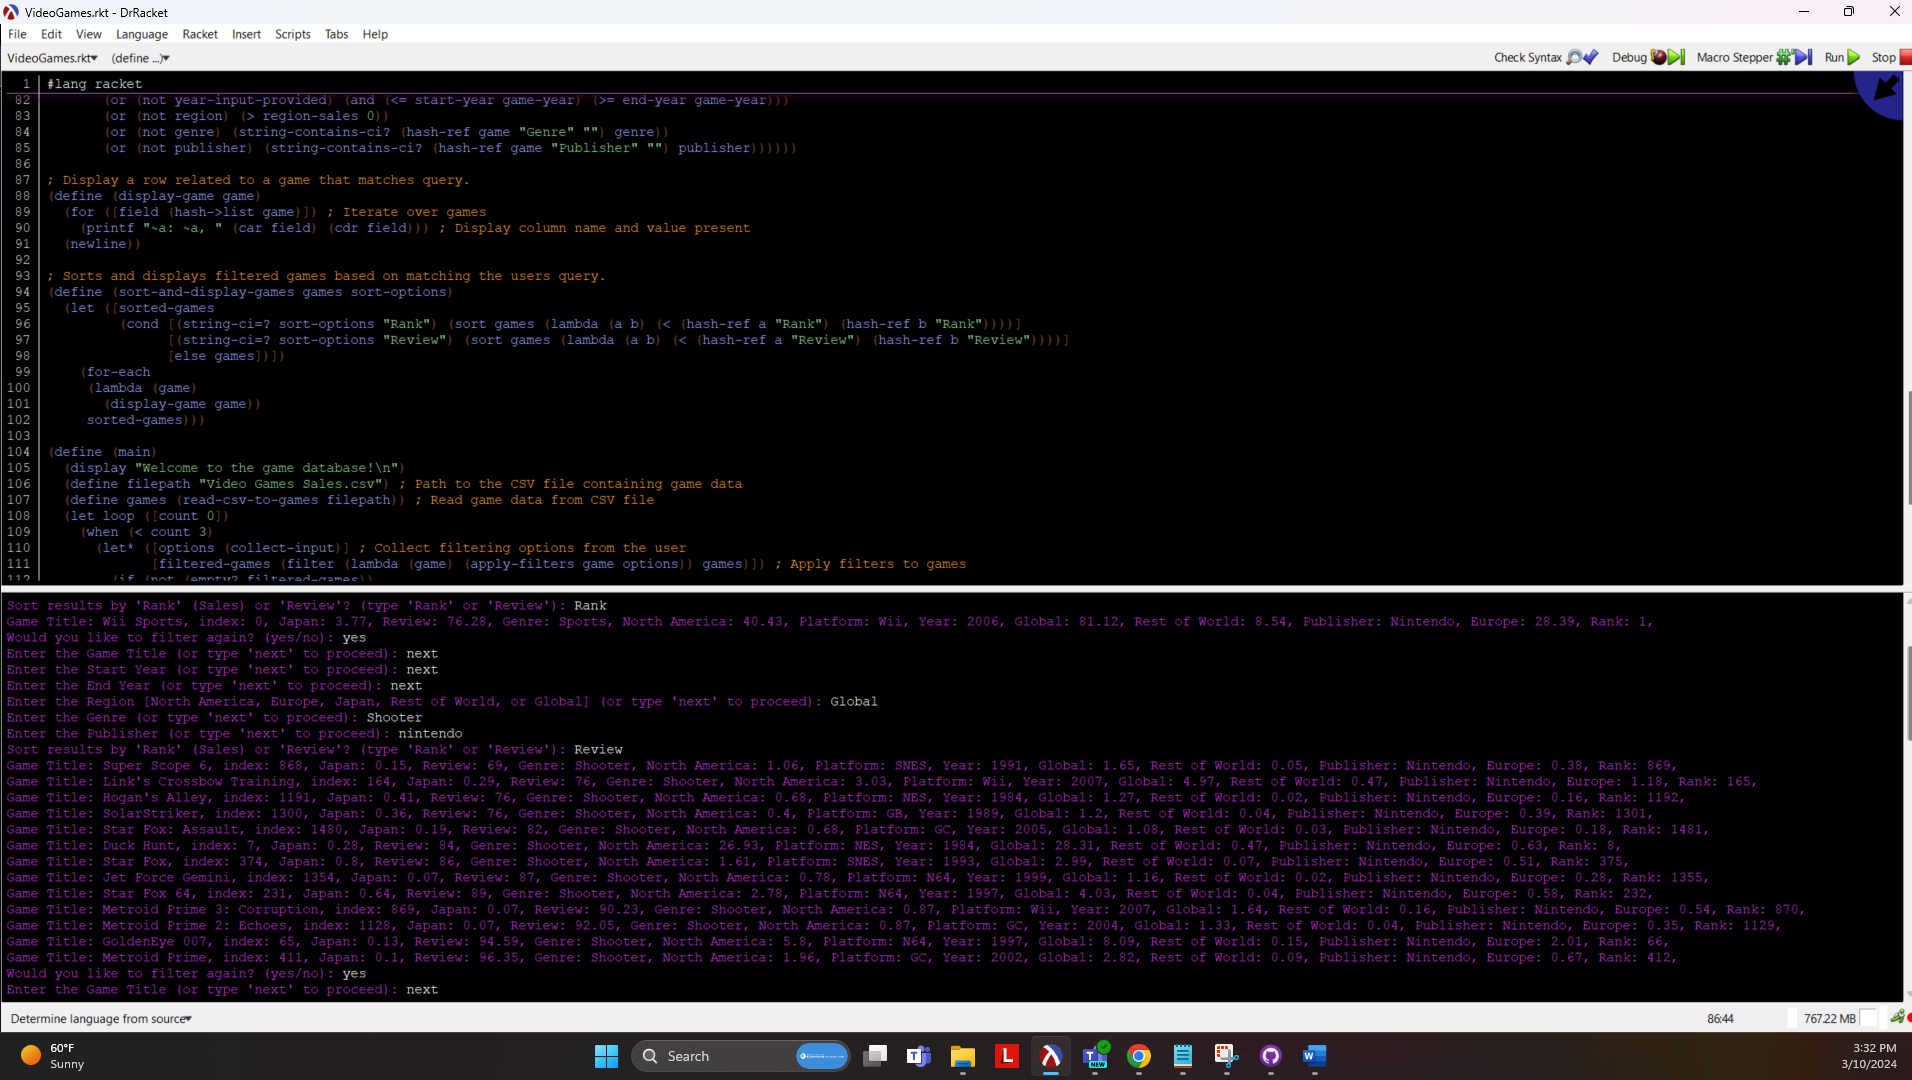 VideoGames.rkt - DrRacket
File Edit View Language Racket Insert Scripts Tabs Help
VideoGames.rkt▾ (define ...)▾ Check Syntax Debug Macro Stepper Run Stop
1 #lang racket
82 (or (not year-input-provided) (and (<= start-year game-year) (>= end-year game-year)))
83 (or (not region) (> region-sales 0))
84 (or (not genre) (string-contains-ci? (hash-ref game "Genre" "") genre))
85 (or (not publisher) (string-contains-ci? (hash-ref game "Publisher" "") publisher))))))
86
87 ; Display a row related to a game that matches query.
88 (define (display-game game)
89 (for ([field (hash->list game)]) ; Iterate over games
90 (printf "~a: ~a, " (car field) (cdr field))) ; Display column name and value present
91 (newline))
92
93 ; Sorts and displays filtered games based on matching the users query.
94 (define (sort-and-display-games games sort-options)
95 (let ([sorted-games
96 (cond [(string-ci=? sort-options "Rank") (sort games (lambda (a b) (< (hash-ref a "Rank") (hash-ref b "Rank"))))]
97 [(string-ci=? sort-options "Review") (sort games (lambda (a b) (< (hash-ref a "Review") (hash-ref b "Review"))))]
98 [else games])])
99 (for-each
100 (lambda (game)
101 (display-game game))
102 sorted-games)))
103
104 (define (main)
105 (display "Welcome to the game database!\n")
106 (define filepath "Video Games Sales.csv") ; Path to the CSV file containing game data
107 (define games (read-csv-to-games filepath)) ; Read game data from CSV file
108 (let loop ([count 0])
109 (when (< count 3)
110 (let* ([options (collect-input)] ; Collect filtering options from the user
111 [filtered-games (filter (lambda (game) (apply-filters game options)) games)]) ; Apply filters to games
112 (if (not (empty? filtered-games))
Sort results by 'Rank' (Sales) or 'Review'? (type 'Rank' or 'Review'): Rank
Game Title: Wii Sports, index: 0, Japan: 3.77, Review: 76.28, Genre: Sports, North America: 40.43, Platform: Wii, Year: 2006, Global: 81.12, Rest of World: 8.54, Publisher: Nintendo, Europe: 28.39, Rank: 1,
Would you like to filter again? (yes/no): yes
Enter the Game Title (or type 'next' to proceed): next
Enter the Start Year (or type 'next' to proceed): next
Enter the End Year (or type 'next' to proceed): next
Enter the Region [North America, Europe, Japan, Rest of World, or Global] (or type 'next' to proceed): Global
Enter the Genre (or type 'next' to proceed): Shooter
Enter the Publisher (or type 'next' to proceed): nintendo
Sort results by 'Rank' (Sales) or 'Review'? (type 'Rank' or 'Review'): Review
Game Title: Super Scope 6, index: 868, Japan: 0.15, Review: 69, Genre: Shooter, North America: 1.06, Platform: SNES, Year: 1991, Global: 1.65, Rest of World: 0.05, Publisher: Nintendo, Europe: 0.38, Rank: 869,
Game Title: Link's Crossbow Training, index: 164, Japan: 0.29, Review: 76, Genre: Shooter, North America: 3.03, Platform: Wii, Year: 2007, Global: 4.97, Rest of World: 0.47, Publisher: Nintendo, Europe: 1.18, Rank: 165,
Game Title: Hogan's Alley, index: 1191, Japan: 0.41, Review: 76, Genre: Shooter, North America: 0.68, Platform: NES, Year: 1984, Global: 1.27, Rest of World: 0.02, Publisher: Nintendo, Europe: 0.16, Rank: 1192,
Game Title: SolarStriker, index: 1300, Japan: 0.36, Review: 76, Genre: Shooter, North America: 0.4, Platform: GB, Year: 1989, Global: 1.2, Rest of World: 0.04, Publisher: Nintendo, Europe: 0.39, Rank: 1301,
Game Title: Star Fox: Assault, index: 1480, Japan: 0.19, Review: 82, Genre: Shooter, North America: 0.68, Platform: GC, Year: 2005, Global: 1.08, Rest of World: 0.03, Publisher: Nintendo, Europe: 0.18, Rank: 1481,
Game Title: Duck Hunt, index: 7, Japan: 0.28, Review: 84, Genre: Shooter, North America: 26.93, Platform: NES, Year: 1984, Global: 28.31, Rest of World: 0.47, Publisher: Nintendo, Europe: 0.63, Rank: 8,
Game Title: Star Fox, index: 374, Japan: 0.8, Review: 86, Genre: Shooter, North America: 1.61, Platform: SNES, Year: 1993, Global: 2.99, Rest of World: 0.07, Publisher: Nintendo, Europe: 0.51, Rank: 375,
Game Title: Jet Force Gemini, index: 1354, Japan: 0.07, Review: 87, Genre: Shooter, North America: 0.78, Platform: N64, Year: 1999, Global: 1.16, Rest of World: 0.02, Publisher: Nintendo, Europe: 0.28, Rank: 1355,
Game Title: Star Fox 64, index: 231, Japan: 0.64, Review: 89, Genre: Shooter, North America: 2.78, Platform: N64, Year: 1997, Global: 4.03, Rest of World: 0.04, Publisher: Nintendo, Europe: 0.58, Rank: 232,
Game Title: Metroid Prime 3: Corruption, index: 869, Japan: 0.07, Review: 90.23, Genre: Shooter, North America: 0.87, Platform: Wii, Year: 2007, Global: 1.64, Rest of World: 0.16, Publisher: Nintendo, Europe: 0.54, Rank: 870,
Game Title: Metroid Prime 2: Echoes, index: 1128, Japan: 0.07, Review: 92.05, Genre: Shooter, North America: 0.87, Platform: GC, Year: 2004, Global: 1.33, Rest of World: 0.04, Publisher: Nintendo, Europe: 0.35, Rank: 1129,
Game Title: GoldenEye 007, index: 65, Japan: 0.13, Review: 94.59, Genre: Shooter, North America: 5.8, Platform: N64, Year: 1997, Global: 8.09, Rest of World: 0.15, Publisher: Nintendo, Europe: 2.01, Rank: 66,
Game Title: Metroid Prime, index: 411, Japan: 0.1, Review: 96.35, Genre: Shooter, North America: 1.96, Platform: GC, Year: 2002, Global: 2.82, Rest of World: 0.09, Publisher: Nintendo, Europe: 0.67, Rank: 412,
Would you like to filter again? (yes/no): yes
Enter the Game Title (or type 'next' to proceed): next
Determine language from source▾ 86:44 767.22 MB
60°F
Sunny
Search
L
NEW
W
3:32 PM
3/10/2024